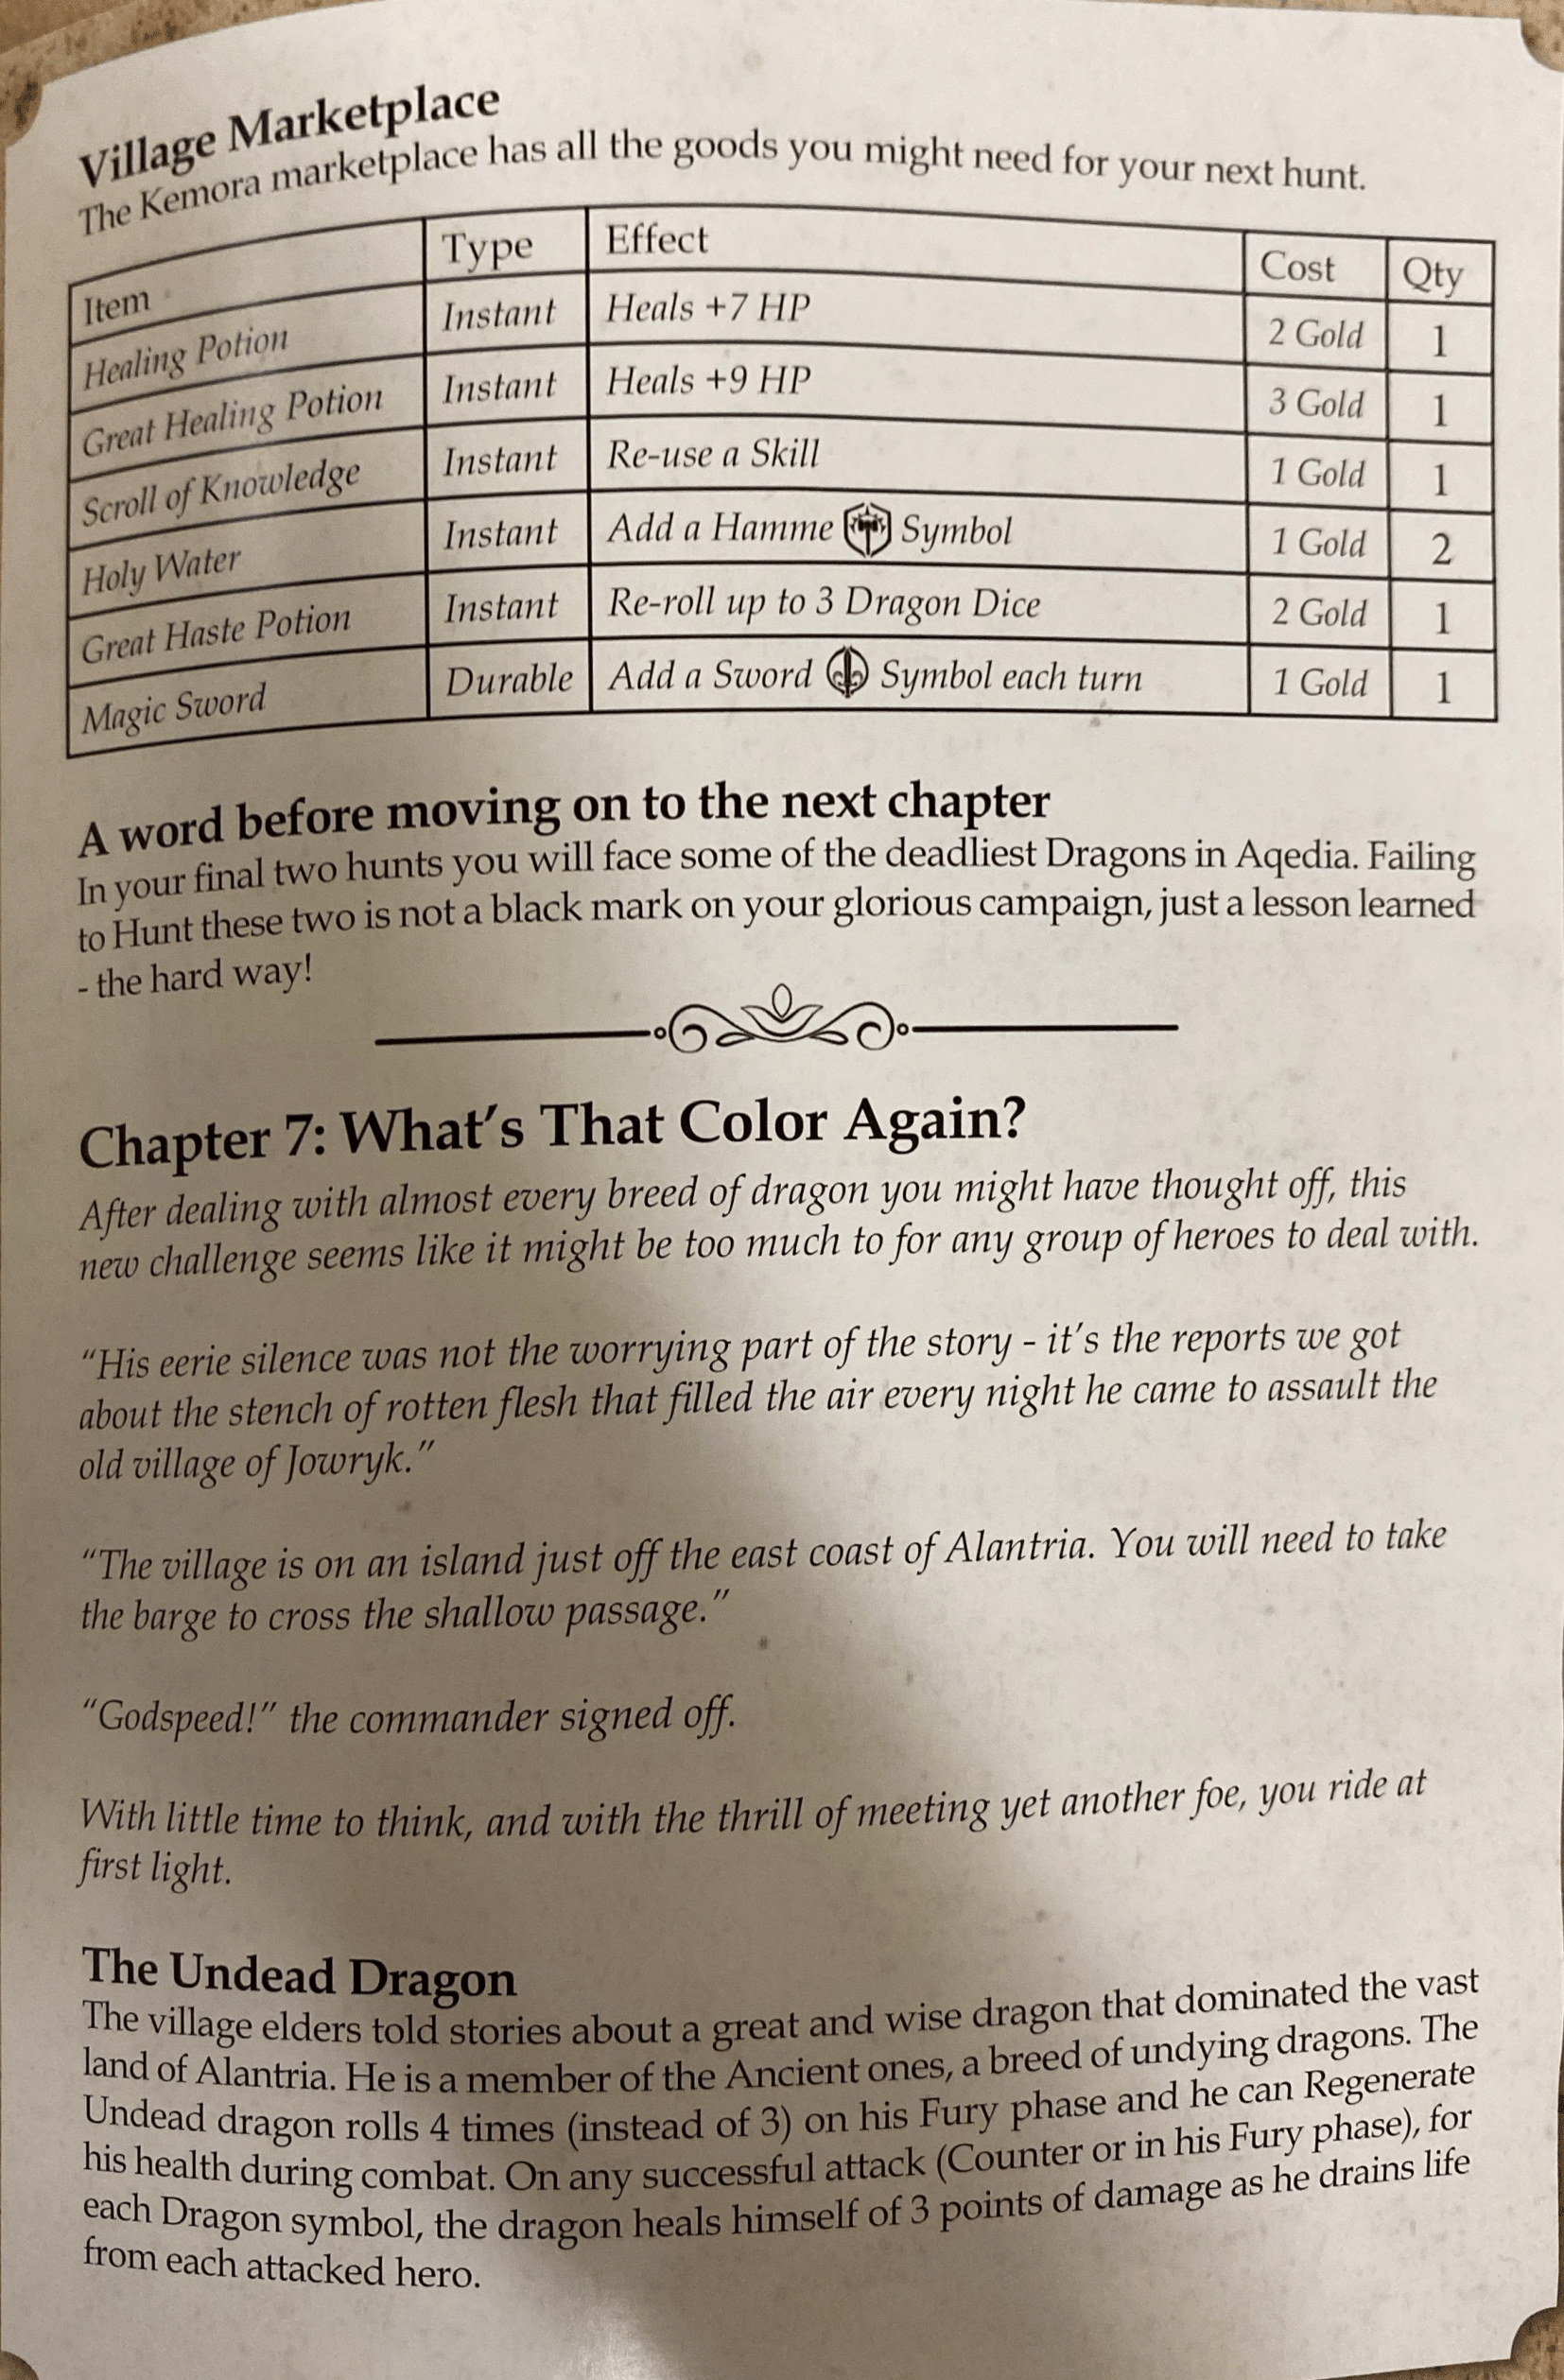 Village Marketplace
The Kemora marketplace has all the goods you might need for your next hunt.
Item Type Effect Cost Qty
Healing Potion Instant Heals +7 HP 2 Gold 1
Great Healing Potion Instant Heals +9 HP 3 Gold 1
Scroll of Knowledge Instant Re-use a Skill 1 Gold 1
Holy Water Instant Add a Hamme Symbol 1 Gold 2
Great Haste Potion Instant Re-roll up to 3 Dragon Dice 2 Gold 1
Magic Sword Durable Add a Sword Symbol each turn 1 Gold 1
A word before moving on to the next chapter
In your final two hunts you will face some of the deadliest Dragons in Aqedia. Failing
to Hunt these two is not a black mark on your glorious campaign, just a lesson learned
- the hard way!
Chapter 7: What's That Color Again?
After dealing with almost every breed of dragon you might have thought off, this
new challenge seems like it might be too much to for any group of heroes to deal with.
“His eerie silence was not the worrying part of the story - it's the reports we got
about the stench of rotten flesh that filled the air every night he came to assault the
old village of Jowryk.”
“The village is on an island just off the east coast of Alantria. You will need to take
the barge to cross the shallow passage.”
“Godspeed!” the commander signed off.
With little time to think, and with the thrill of meeting yet another foe, you ride at
first light.
The Undead Dragon
The village elders told stories about a great and wise dragon that dominated the vast
land of Alantria. He is a member of the Ancient ones, a breed of undying dragons. The
Undead dragon rolls 4 times (instead of 3) on his Fury phase and he can Regenerate
his health during combat. On any successful attack (Counter or in his Fury phase), for
each Dragon symbol, the dragon heals himself of 3 points of damage as he drains life
from each attacked hero.